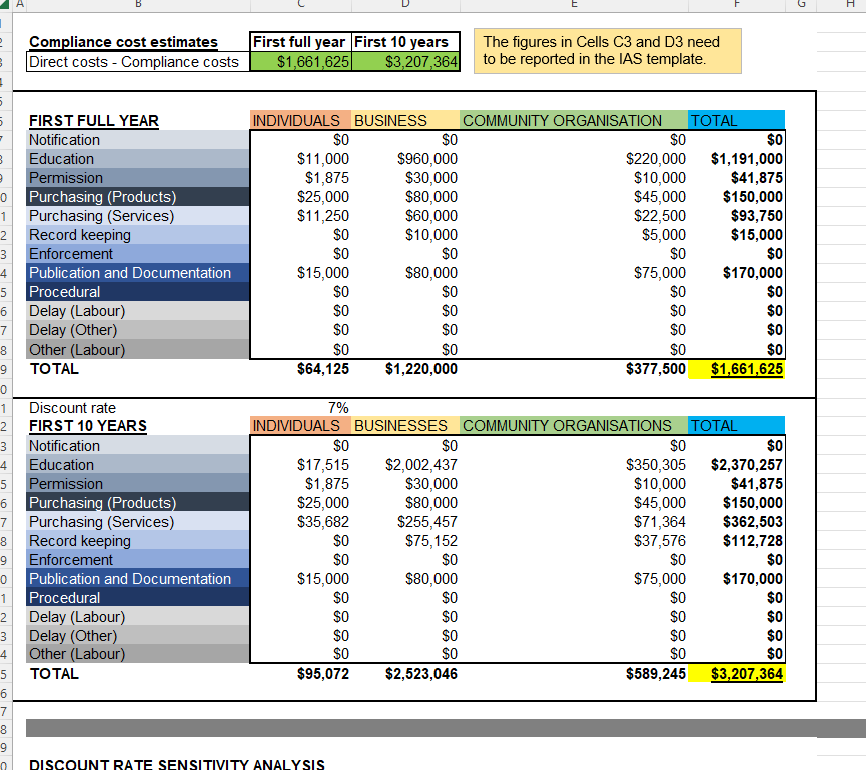 A B C D E F G H
Compliance cost estimates First full year First 10 years
Direct costs - Compliance costs $1,661,625 $3,207,364
The figures in Cells C3 and D3 need
to be reported in the IAS template.
FIRST FULL YEAR INDIVIDUALS BUSINESS COMMUNITY ORGANISATION TOTAL
Notification $0 $0 $0 $0
Education $11,000 $960,000 $220,000 $1,191,000
Permission $1,875 $30,000 $10,000 $41,875
Purchasing (Products) $25,000 $80,000 $45,000 $150,000
Purchasing (Services) $11,250 $60,000 $22,500 $93,750
Record keeping $0 $10,000 $5,000 $15,000
Enforcement $0 $0 $0 $0
Publication and Documentation $15,000 $80,000 $75,000 $170,000
Procedural $0 $0 $0 $0
Delay (Labour) $0 $0 $0 $0
Delay (Other) $0 $0 $0 $0
Other (Labour) $0 $0 $0 $0
TOTAL $64,125 $1,220,000 $377,500 $1,661,625
Discount rate 7%
FIRST 10 YEARS INDIVIDUALS BUSINESSES COMMUNITY ORGANISATIONS TOTAL
Notification $0 $0 $0 $0
Education $17,515 $2,002,437 $350,305 $2,370,257
Permission $1,875 $30,000 $10,000 $41,875
Purchasing (Products) $25,000 $80,000 $45,000 $150,000
Purchasing (Services) $35,682 $255,457 $71,364 $362,503
Record keeping $0 $75,152 $37,576 $112,728
Enforcement $0 $0 $0 $0
Publication and Documentation $15,000 $80,000 $75,000 $170,000
Procedural $0 $0 $0 $0
Delay (Labour) $0 $0 $0 $0
Delay (Other) $0 $0 $0 $0
Other (Labour) $0 $0 $0 $0
TOTAL $95,072 $2,523,046 $589,245 $3,207,364
DISCOUNT RATE SENSITIVITY ANALYSIS